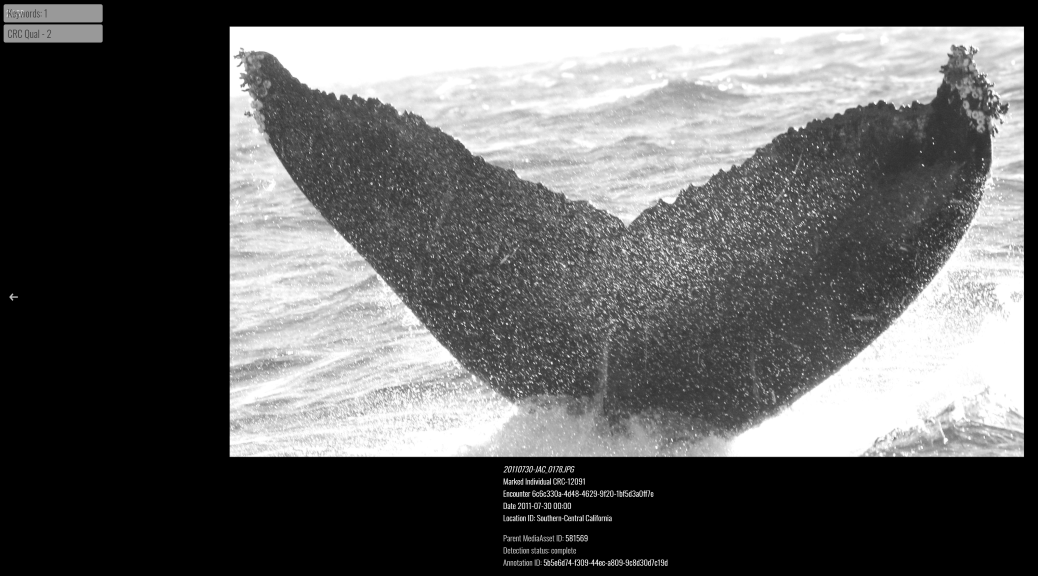 Keywords: 1
CRC Qual - 2
20110730-JAC_0178.JPG
Marked Individual CRC-12091
Encounter 6c6c330a-4d48-4629-9f20-1bf5d3a0ff7e
Date 2011-07-30 00:00
Location ID: Southern-Central California
Parent MediaAsset ID: 581569
Detection status: complete
Annotation ID: 5b5e6d74-f309-44ec-a809-9c8d30d7c19d